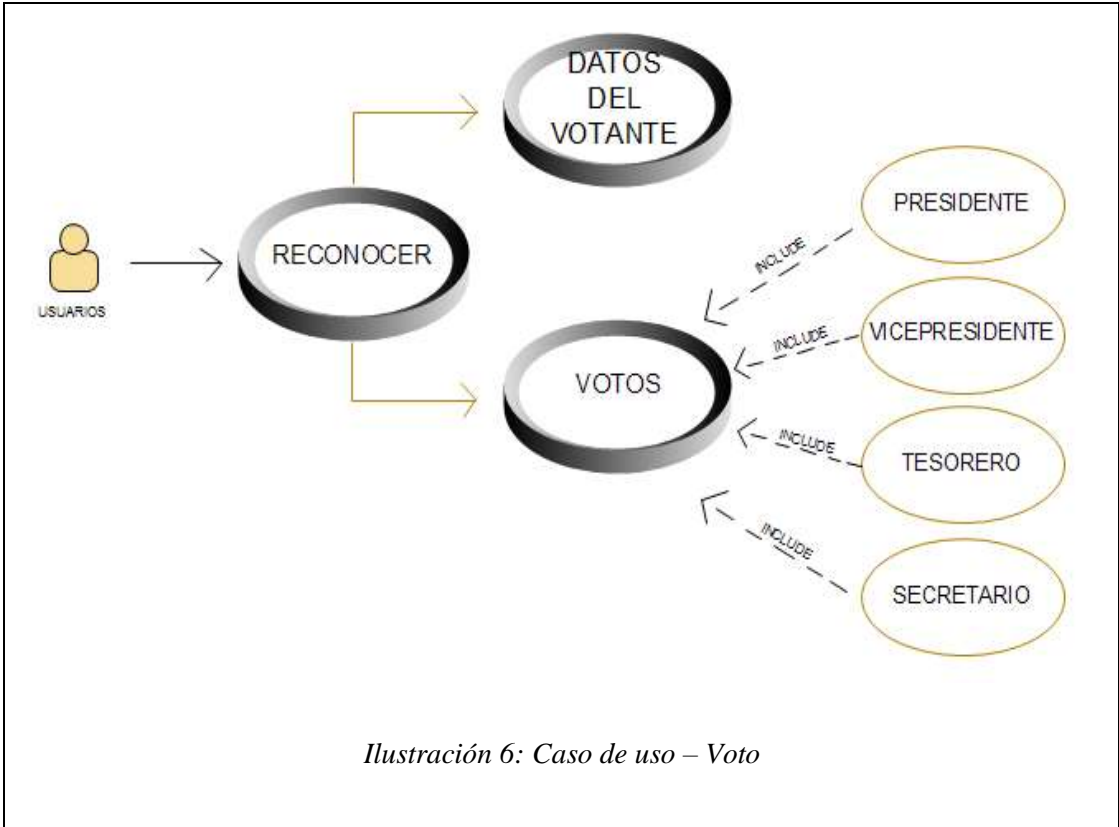 DATOS
DEL
VOTANTE
PRESIDENTE
RECONOCER
INCLUDE
USUARIOS
VICEPRESIDENTE
INCLUDE
VOTOS
INCLUDE
TESORERO
INCLUDE
SECRETARIO
Ilustración 6: Caso de uso – Voto